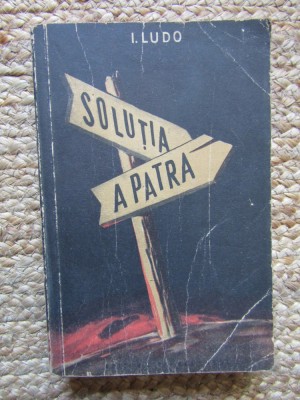 I. LUDO
SOLUȚIA
A PATRA